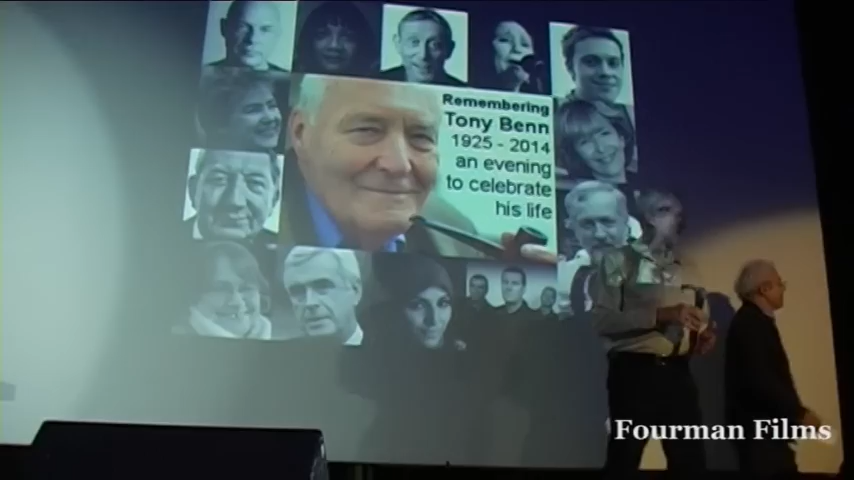 Remembering
Tony Benn
1925 - 2014
an evening
to celebrate
his life
Fourman Films